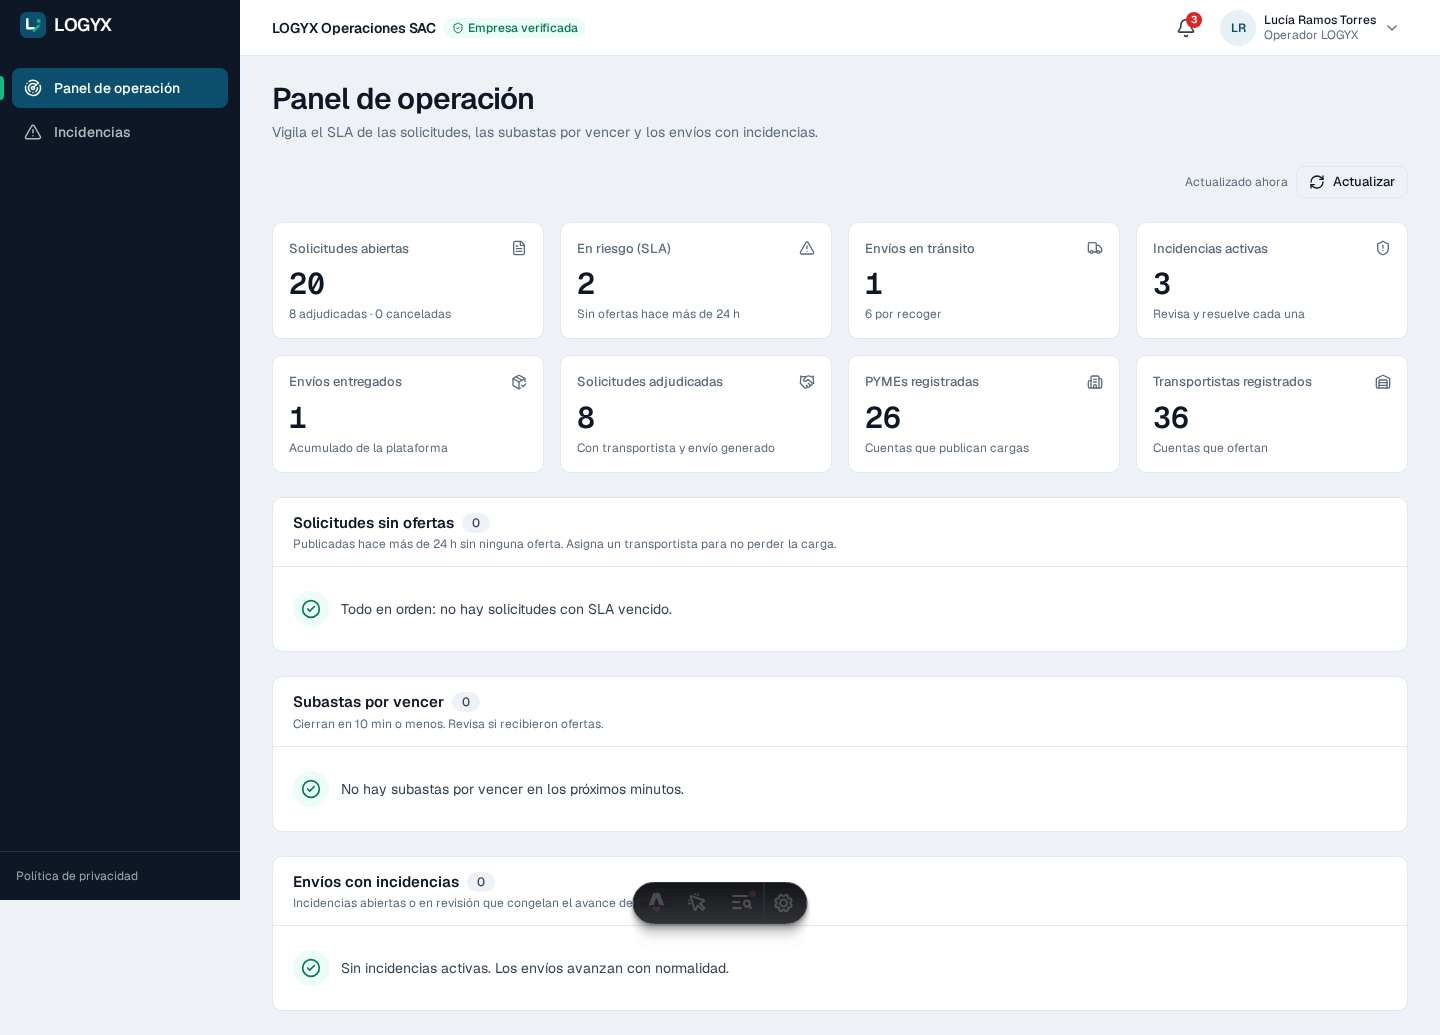 LOGYX
LOGYX Operaciones SAC
Empresa verificada
3
LR
Lucía Ramos Torres
Operador LOGYX
Panel de operación
Incidencias
Política de privacidad
Panel de operación
Vigila el SLA de las solicitudes, las subastas por vencer y los envíos con incidencias.
Actualizado ahora
Actualizar
Solicitudes abiertas
20
8 adjudicadas · 0 canceladas
En riesgo (SLA)
2
Sin ofertas hace más de 24 h
Envíos en tránsito
1
6 por recoger
Incidencias activas
3
Revisa y resuelve cada una
Envíos entregados
1
Acumulado de la plataforma
Solicitudes adjudicadas
8
Con transportista y envío generado
PYMEs registradas
26
Cuentas que publican cargas
Transportistas registrados
36
Cuentas que ofertan
Solicitudes sin ofertas 0
Publicadas hace más de 24 h sin ninguna oferta. Asigna un transportista para no perder la carga.
Todo en orden: no hay solicitudes con SLA vencido.
Subastas por vencer 0
Cierran en 10 min o menos. Revisa si recibieron ofertas.
No hay subastas por vencer en los próximos minutos.
Envíos con incidencias 0
Incidencias abiertas o en revisión que congelan el avance
Sin incidencias activas. Los envíos avanzan con normalidad.